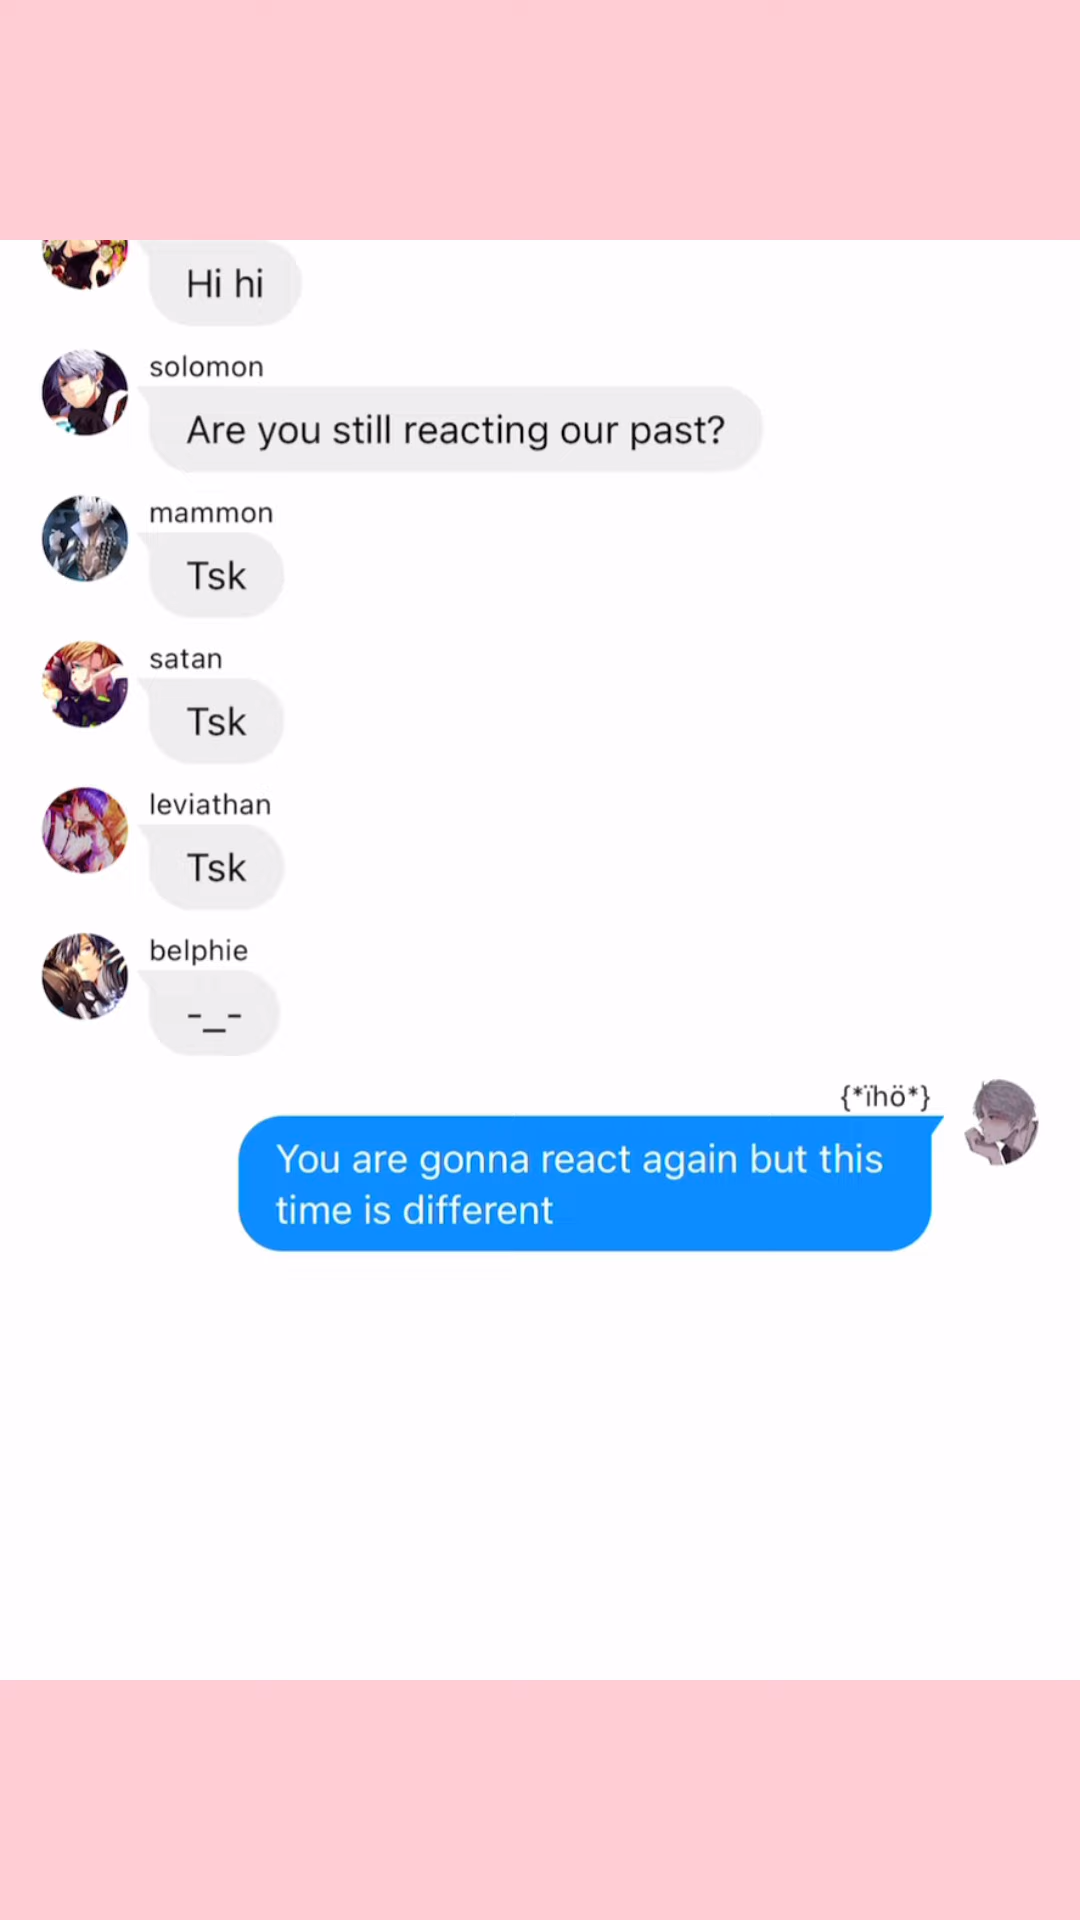 Hi hi
solomon
Are you still reacting our past?
mammon
Tsk
satan
Tsk
leviathan
Tsk
belphie
-_-
{*ïhö*}
You are gonna react again but this
time is different